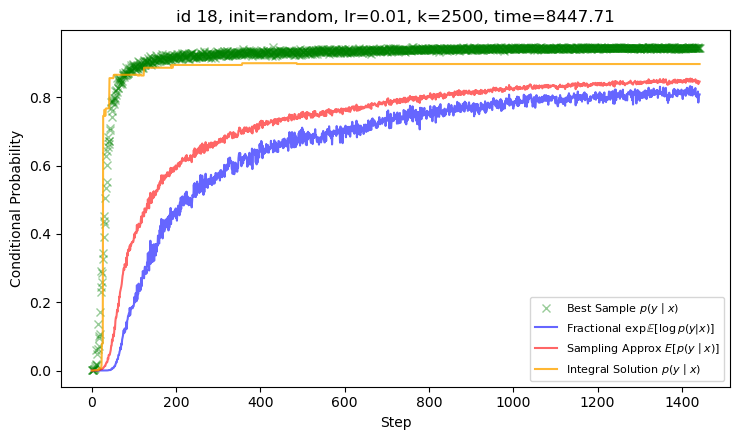 id 18, init=random, lr=0.01, k=2500, time=8447.71
Conditional Probability
0.8
0.6
0.4
0.2
0.0
Best Sample p(y | x)
Fractional exp 𝔼[log p(y|x)]
Sampling Approx E[p(y | x)]
Integral Solution p(y | x)
0 200 400 600 800 1000 1200 1400
Step